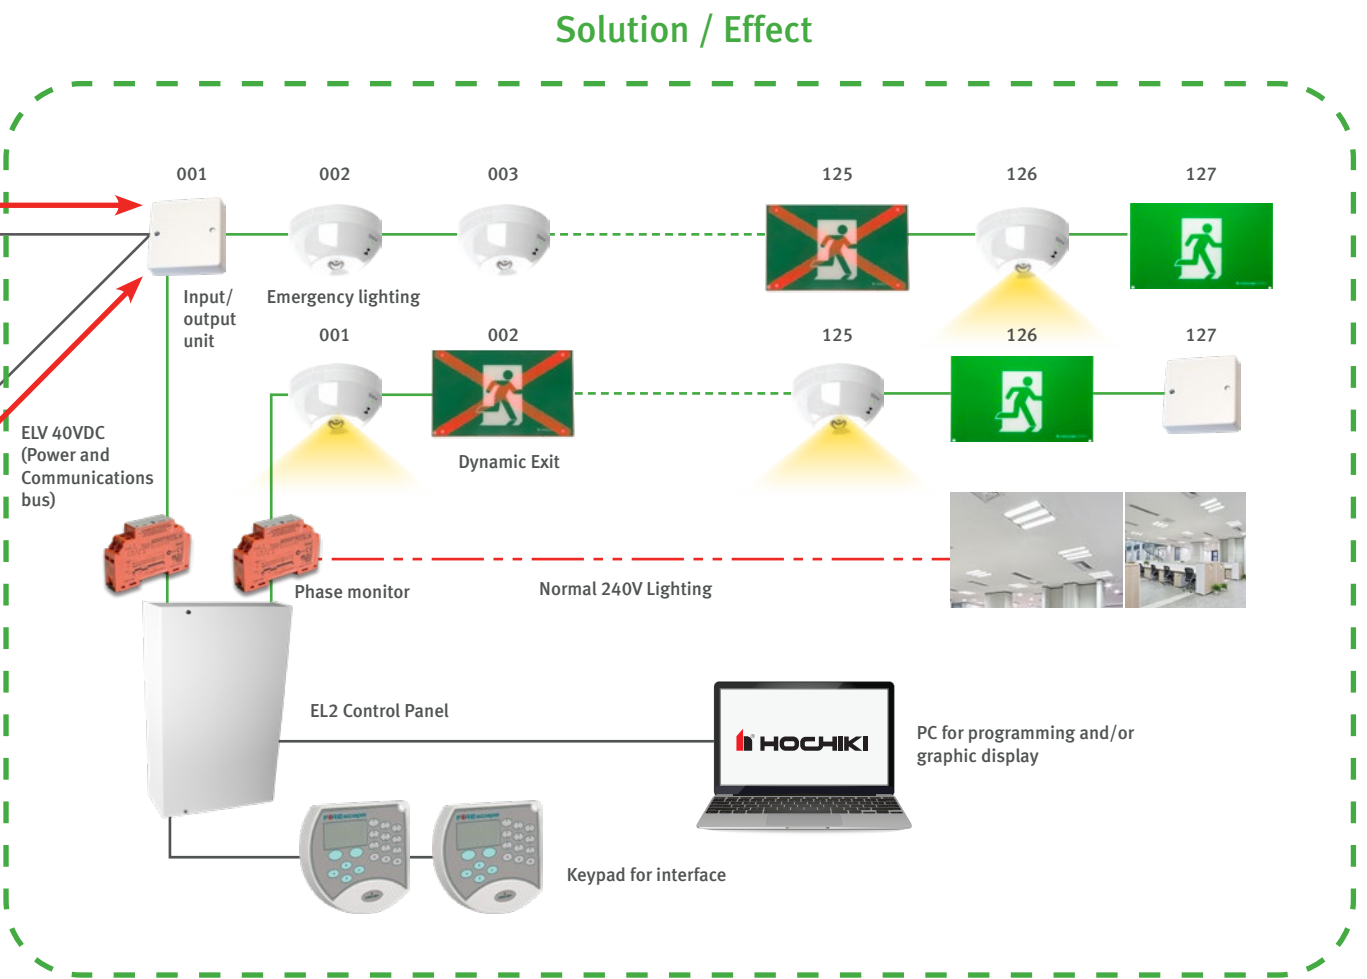 Solution / Effect
001
002
003
125
126
127
Input/
output
unit
Emergency lighting
001
002
125
126
127
ELV 40VDC
(Power and
Communications
bus)
Dynamic Exit
Phase monitor
Normal 240V Lighting
EL2 Control Panel
HOCHIKI
PC for programming and/or
graphic display
Keypad for interface